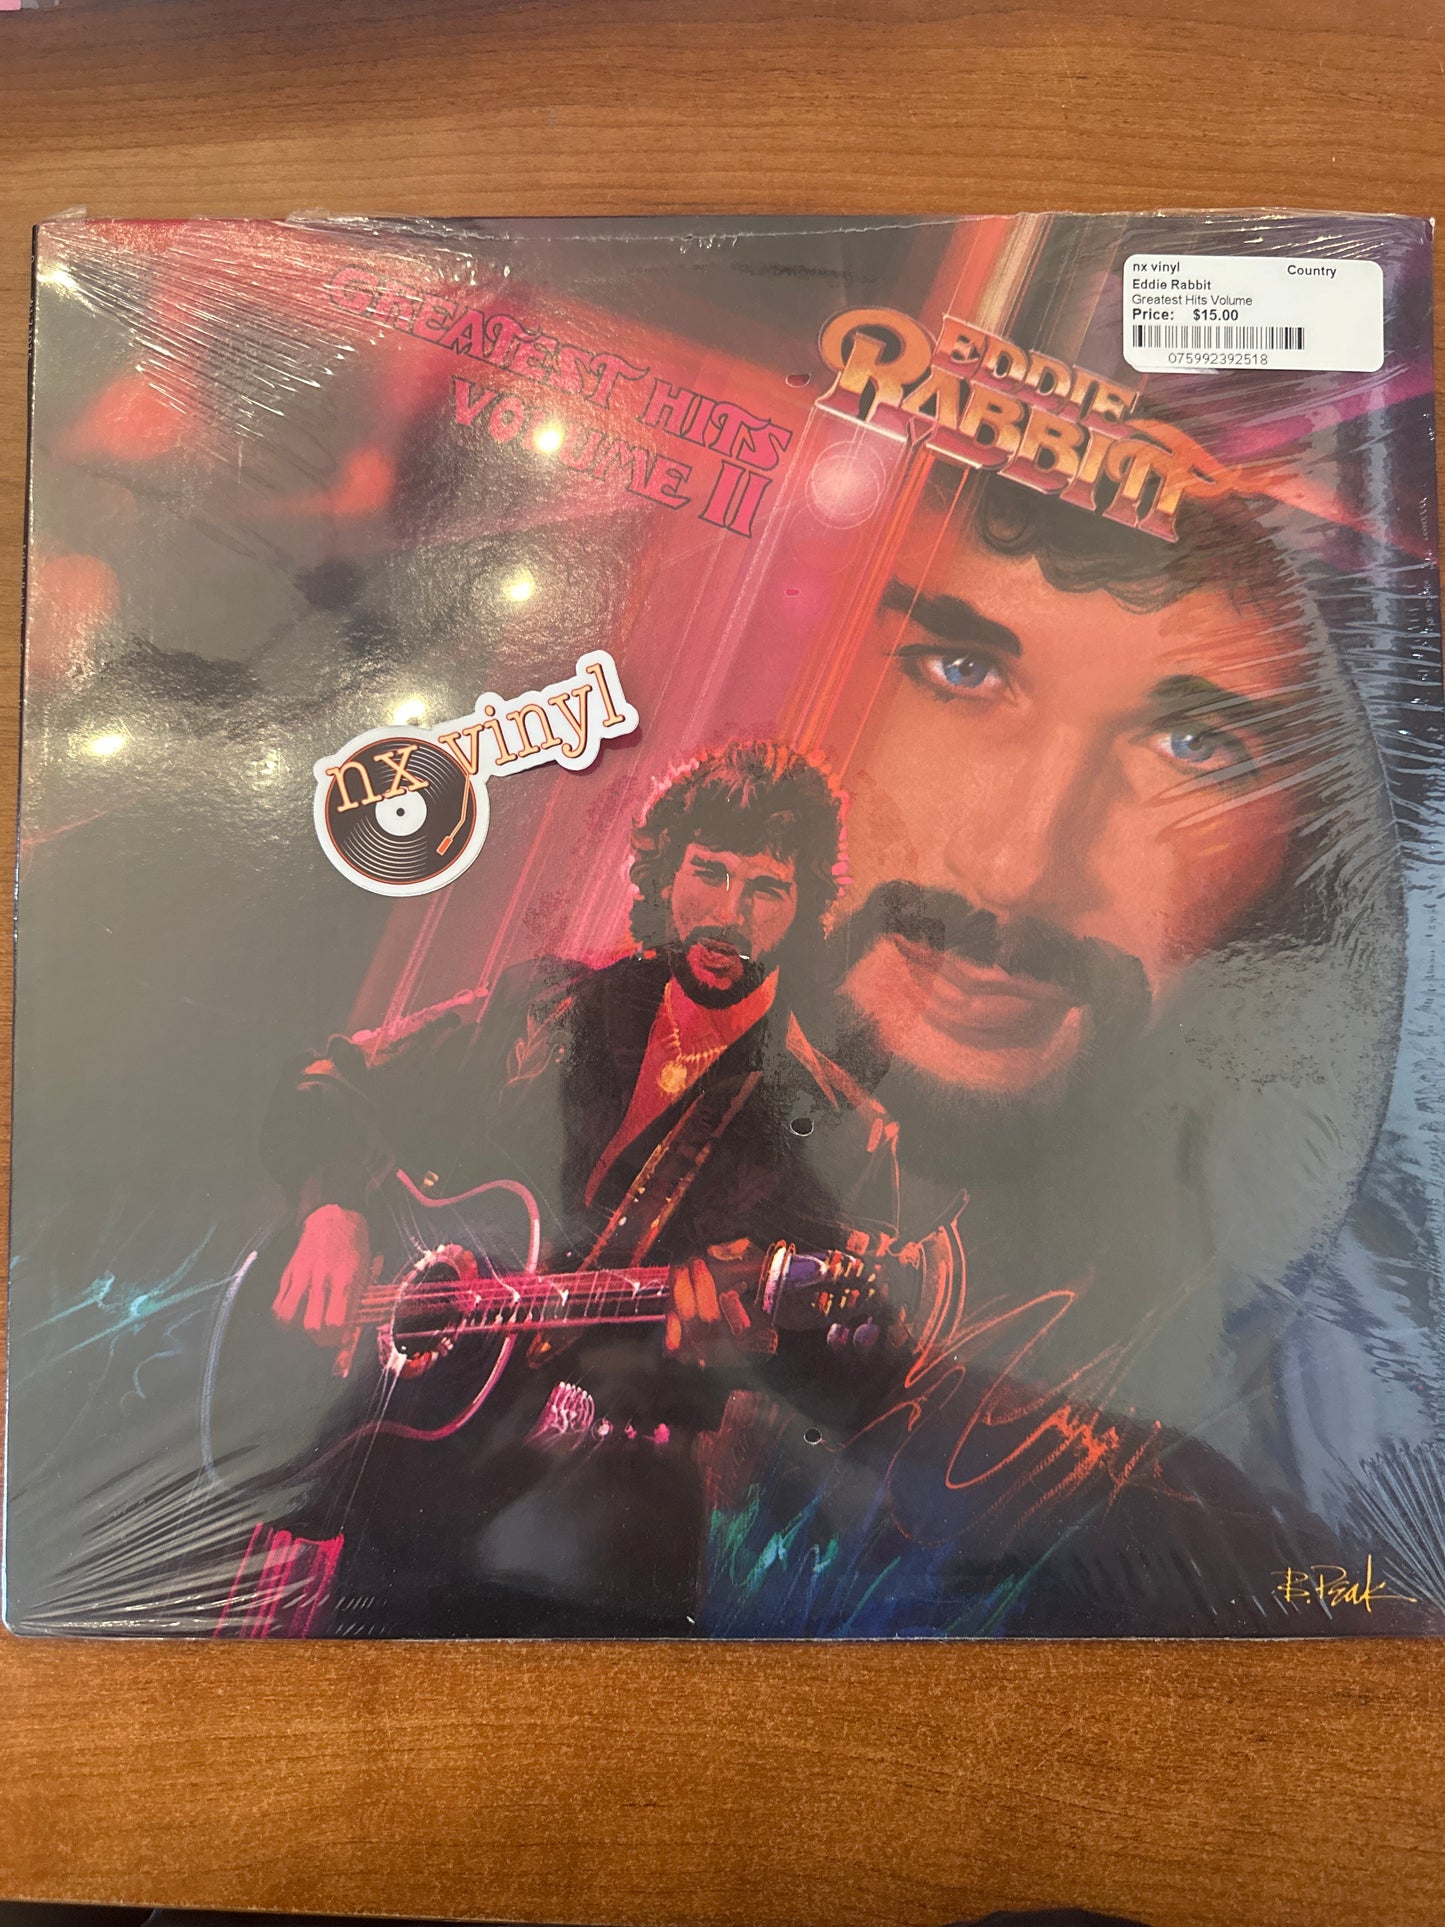 nx vinyl Country
Eddie Rabbit
Greatest Hits Volume
Price: $15.00
075992392518
GREATEST HITS
VOLUME II
EDDIE
RABBITT
nx vinyl
B. Peak